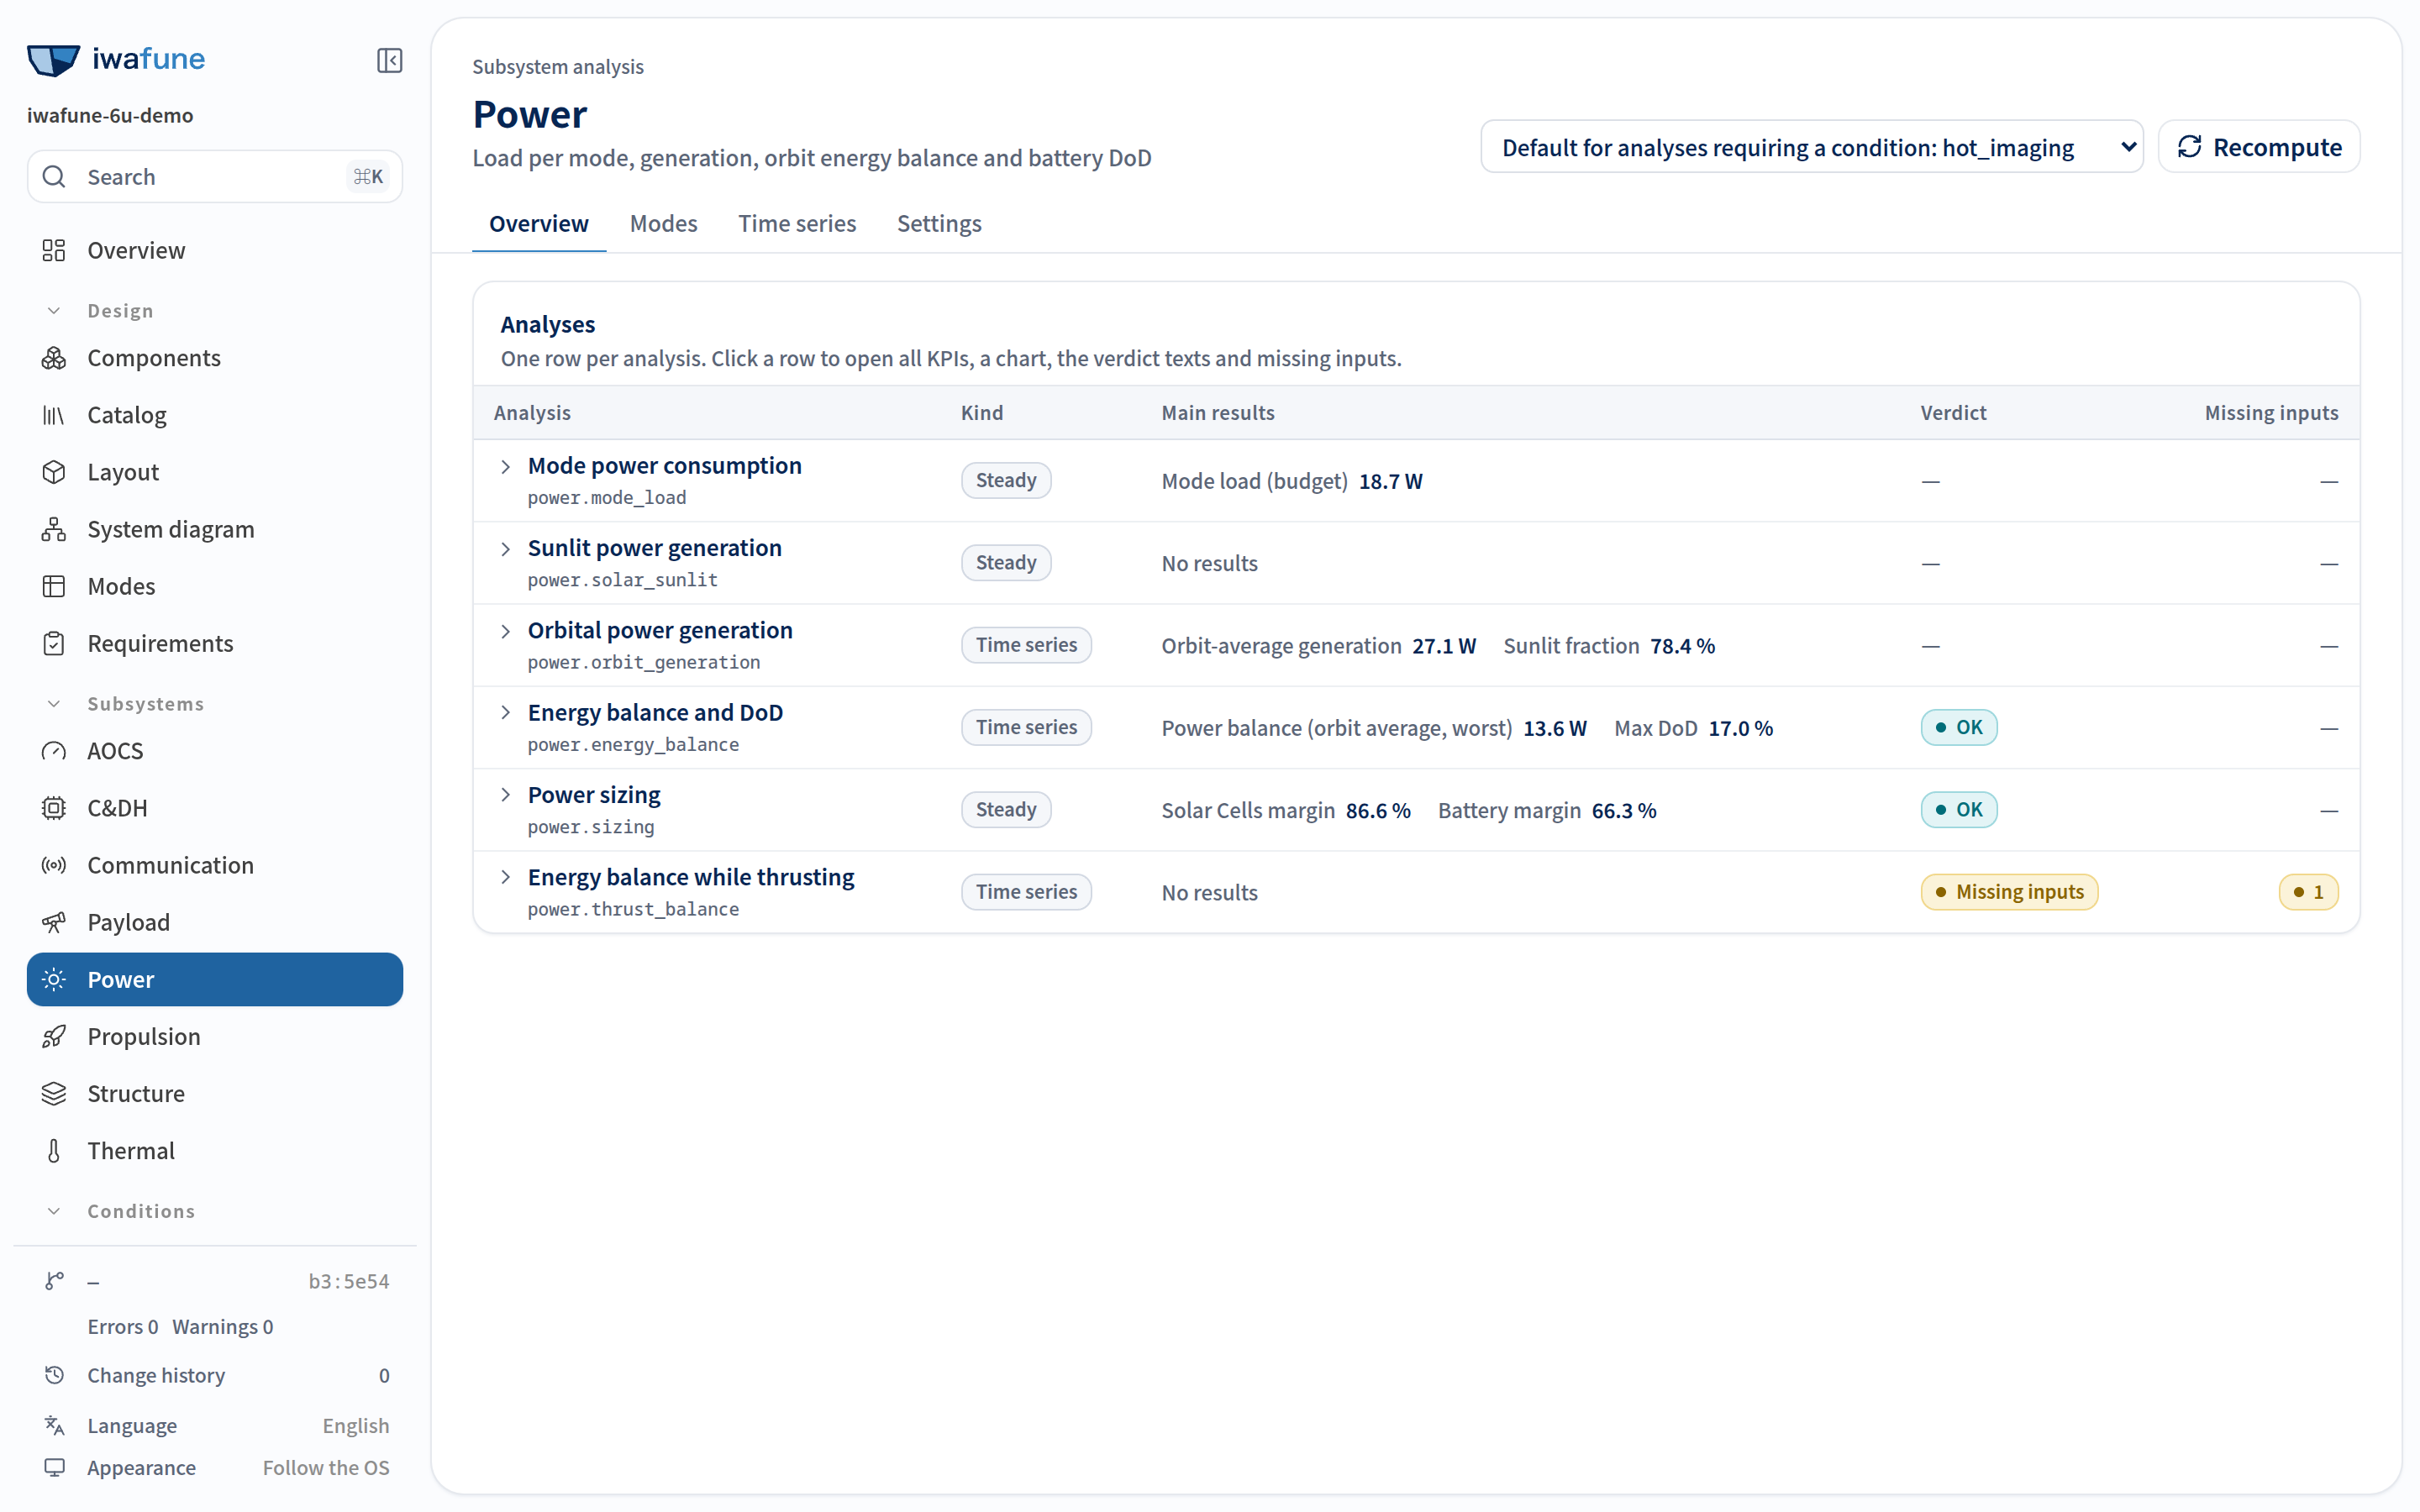 iwafune
iwafune-6u-demo
Search ⌘K
Overview
Design
Components
Catalog
Layout
System diagram
Modes
Requirements
Subsystems
AOCS
C&DH
Communication
Payload
Power
Propulsion
Structure
Thermal
Conditions
– b3:5e54
Errors 0 Warnings 0
Change history 0
Language English
Appearance Follow the OS
Subsystem analysis
Power
Load per mode, generation, orbit energy balance and battery DoD
Default for analyses requiring a condition: hot_imaging
Recompute
Overview Modes Time series Settings
Analyses
One row per analysis. Click a row to open all KPIs, a chart, the verdict texts and missing inputs.
Analysis Kind Main results Verdict Missing inputs
Mode power consumption
power.mode_load
Steady
Mode load (budget) 18.7 W
— —
Sunlit power generation
power.solar_sunlit
Steady
No results
— —
Orbital power generation
power.orbit_generation
Time series
Orbit-average generation 27.1 W Sunlit fraction 78.4 %
— —
Energy balance and DoD
power.energy_balance
Time series
Power balance (orbit average, worst) 13.6 W Max DoD 17.0 %
OK —
Power sizing
power.sizing
Steady
Solar Cells margin 86.6 % Battery margin 66.3 %
OK —
Energy balance while thrusting
power.thrust_balance
Time series
No results
Missing inputs 1